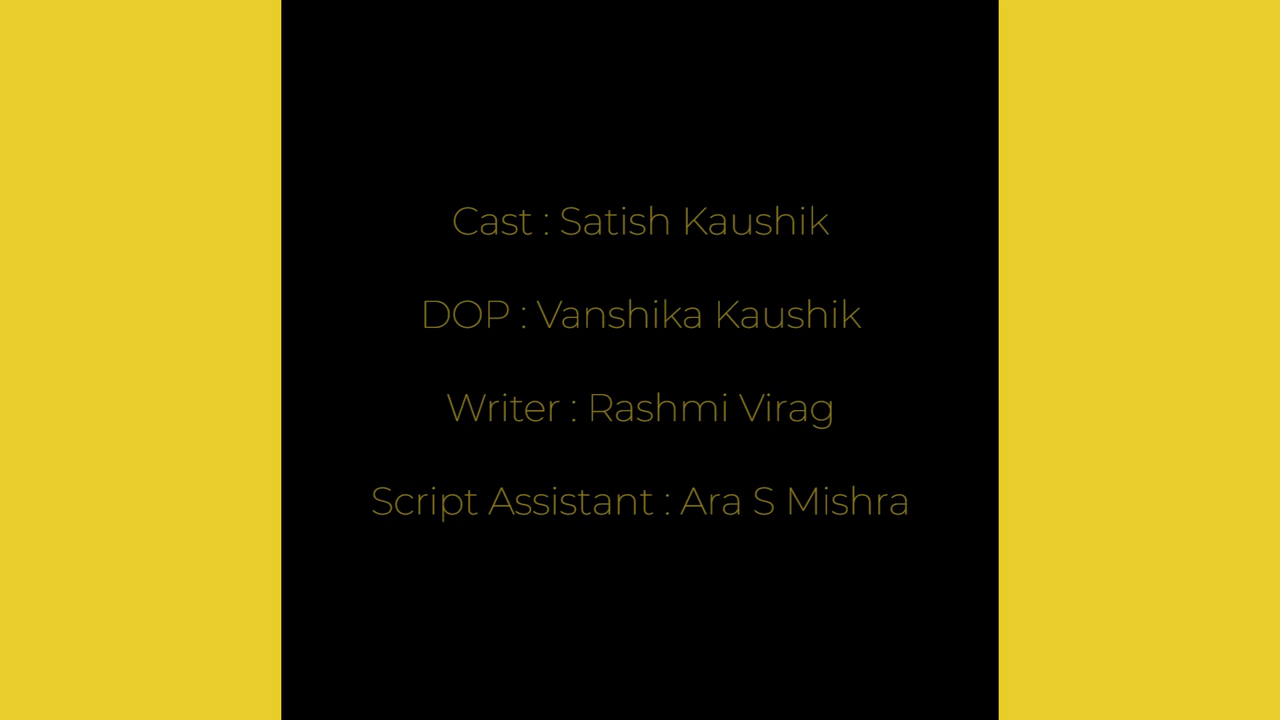 Cast : Satish Kaushik
DOP : Vanshika Kaushik
Writer : Rashmi Virag
Script Assistant : Ara S Mishra